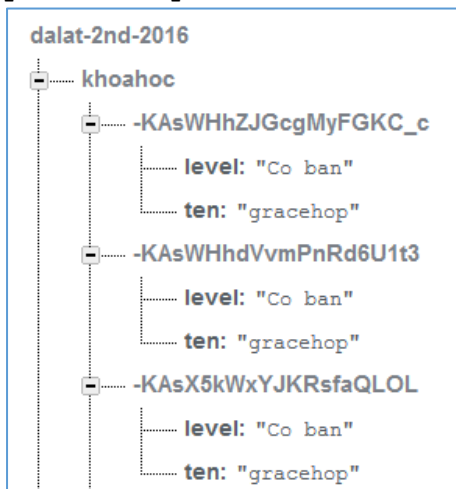 dalat-2nd-2016
khoahoc
-KAsWHhZJGcgMyFGKC_c
level: "Co ban"
ten: "gracehop"
-KAsWHhdVvmPnRd6U1t3
level: "Co ban"
ten: "gracehop"
-KAsX5kWxYJKRsfaQLOL
level: "Co ban"
ten: "gracehop"